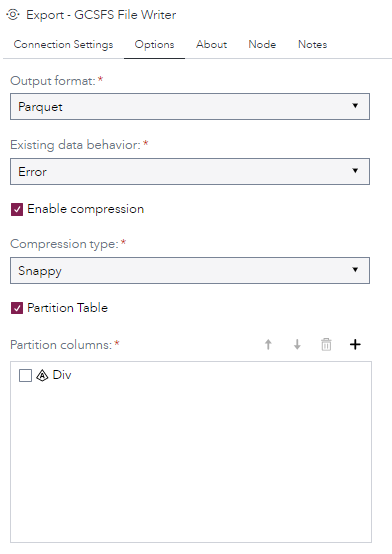 Export - GCSFS File Writer
Connection Settings Options About Node Notes
Output format:*
Parquet
Existing data behavior:*
Error
Enable compression
Compression type:*
Snappy
Partition Table
Partition columns:*
Div